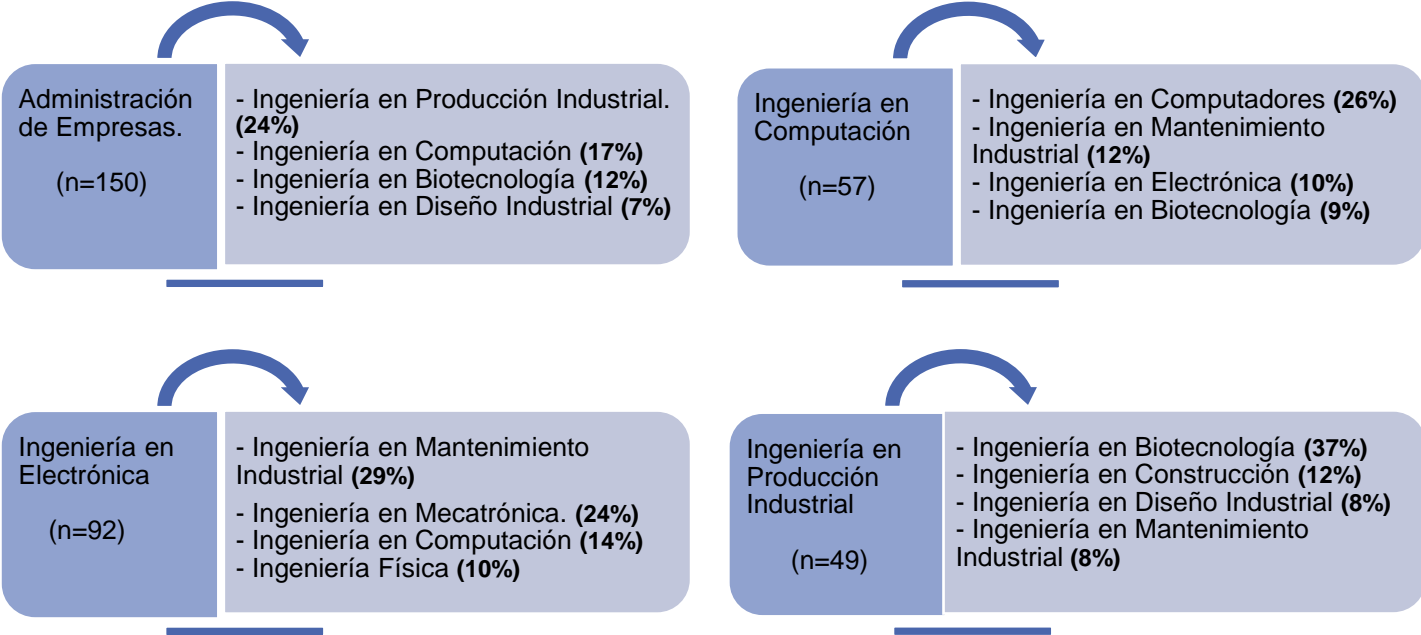 Administración
de Empresas.
(n=150)
- Ingeniería en Producción Industrial.
(24%)
- Ingeniería en Computación (17%)
- Ingeniería en Biotecnología (12%)
- Ingeniería en Diseño Industrial (7%)
Ingeniería en
Computación
(n=57)
- Ingeniería en Computadores (26%)
- Ingeniería en Mantenimiento
Industrial (12%)
- Ingeniería en Electrónica (10%)
- Ingeniería en Biotecnología (9%)
Ingeniería en
Electrónica
(n=92)
- Ingeniería en Mantenimiento
Industrial (29%)
- Ingeniería en Mecatrónica. (24%)
- Ingeniería en Computación (14%)
- Ingeniería Física (10%)
Ingeniería en
Producción
Industrial
(n=49)
- Ingeniería en Biotecnología (37%)
- Ingeniería en Construcción (12%)
- Ingeniería en Diseño Industrial (8%)
- Ingeniería en Mantenimiento
Industrial (8%)